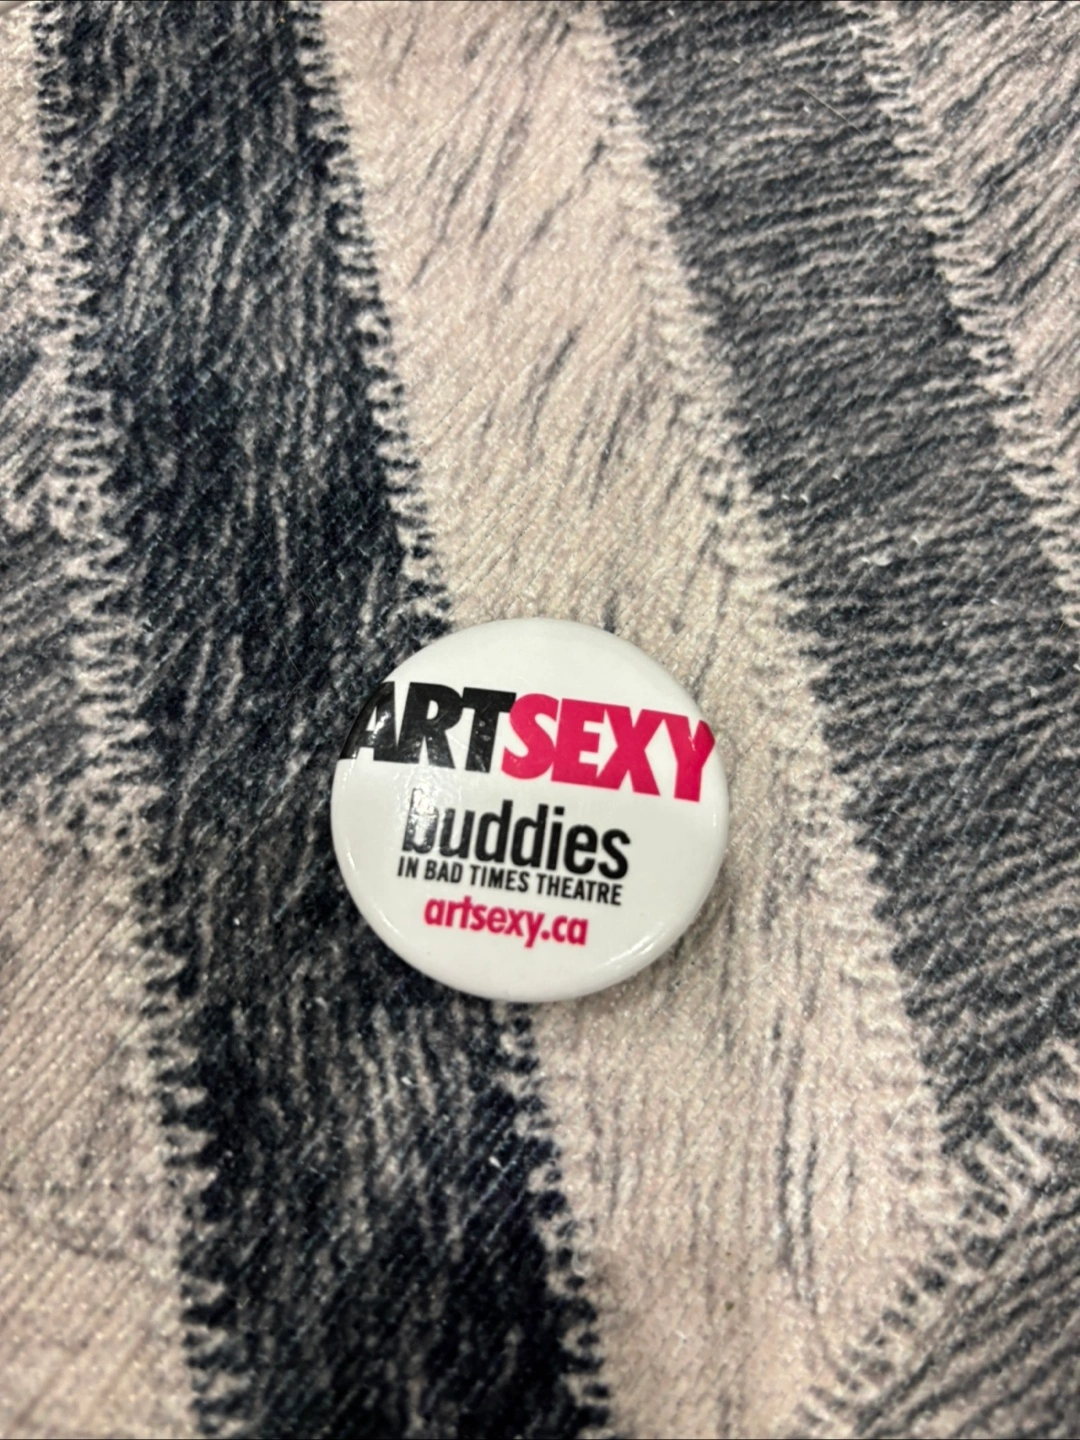 ARTSEXY
buddies
IN BAD TIMES THEATRE
artsexy.ca